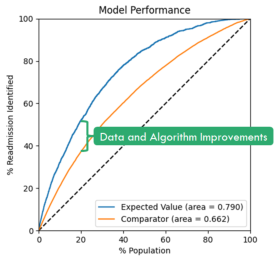 Model Performance
100
80
60
40
20
0
% Readmission Identified
Data and Algorithm Improvements
Expected Value (area = 0.790)
Comparator (area = 0.662)
0 20 40 60 80 100
% Population